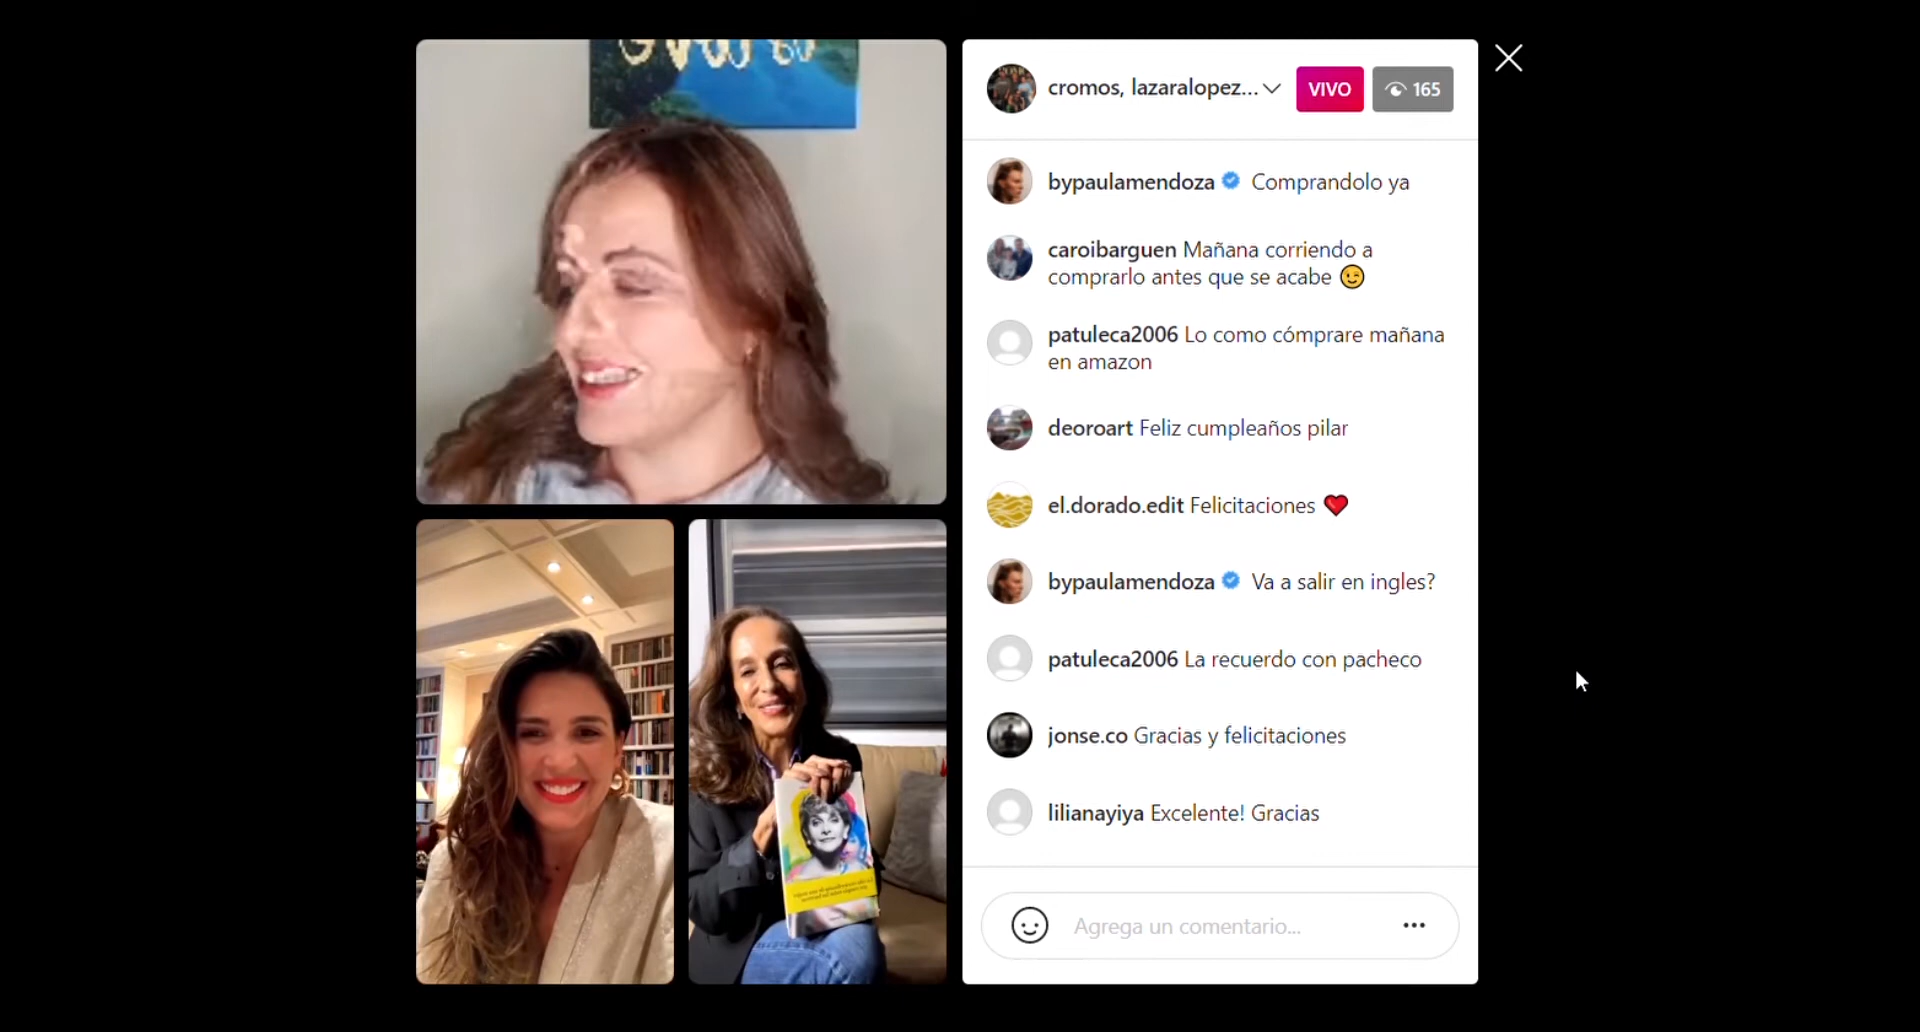 cromos, lazaralopez...
VIVO
165
bypaulamendoza Comprandolo ya
caroibarguen Mañana corriendo a
comprarlo antes que se acabe 😉
patuleca2006 Lo como cómprare mañana
en amazon
deoroart Feliz cumpleaños pilar
el.dorado.edit Felicitaciones ❤️
bypaulamendoza Va a salir en ingles?
patuleca2006 La recuerdo con pacheco
jonse.co Gracias y felicitaciones
lilianayiya Excelente! Gracias
Agrega un comentario...